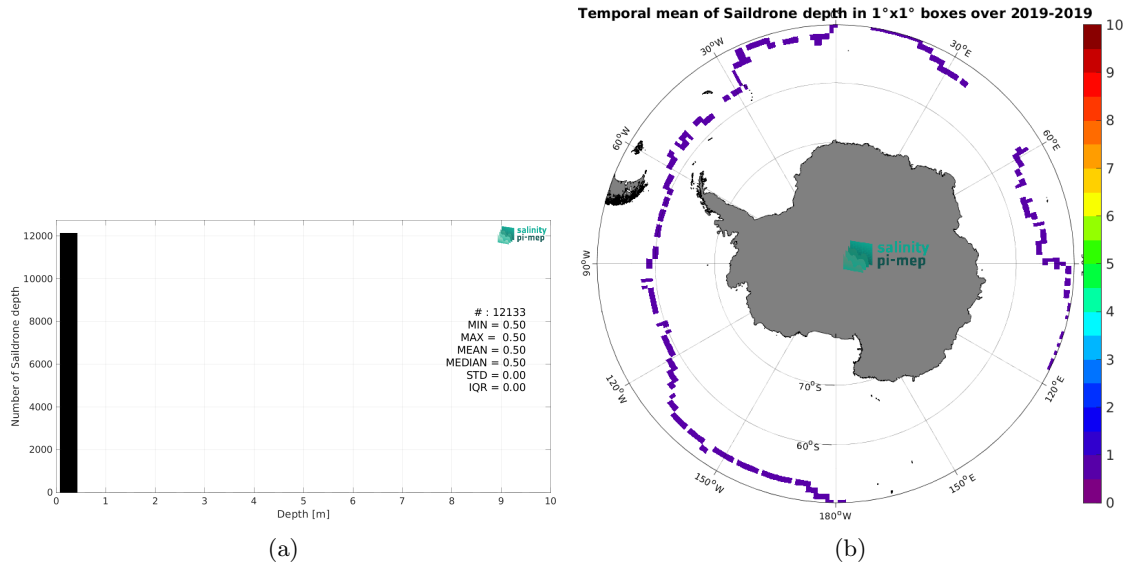 Temporal mean of Saildrone depth in 1°x1° boxes over 2019-2019
salinity
pi-mep
# : 12133
MIN = 0.50
MAX = 0.50
MEAN = 0.50
MEDIAN = 0.50
STD = 0.00
IQR = 0.00
Number of Saildrone depth
12000
10000
8000
6000
4000
2000
0
0 1 2 3 4 5 6 7 8 9 10
Depth [m]
(a)
30°W
30°E
60°W
60°E
90°W
120°W
120°E
150°W
150°E
180°W
70°S
60°S
salinity
pi-mep
10
9
8
7
6
5
4
3
2
1
0
(b)